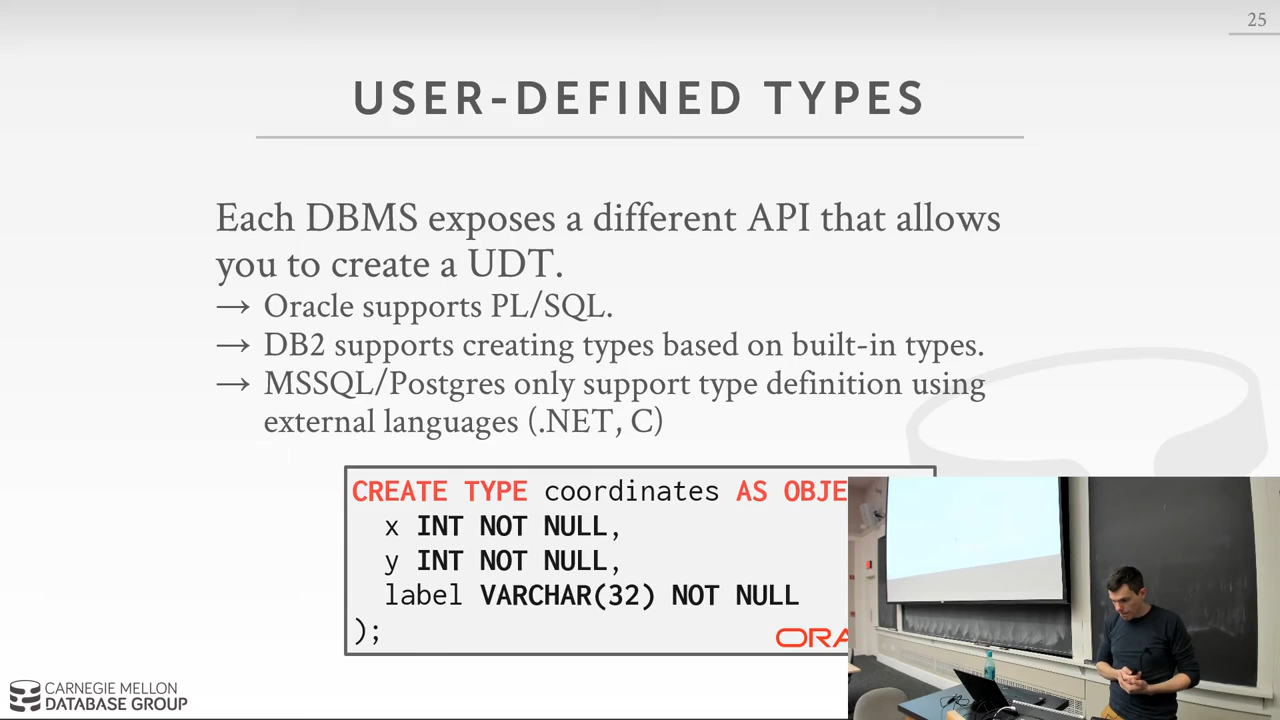 25
USER-DEFINED TYPES
Each DBMS exposes a different API that allows
you to create a UDT.
→ Oracle supports PL/SQL.
→ DB2 supports creating types based on built-in types.
→ MSSQL/Postgres only support type definition using
external languages (.NET, C)
CREATE TYPE coordinates AS OBJE
x INT NOT NULL,
y INT NOT NULL,
label VARCHAR(32) NOT NULL
);
ORA
CARNEGIE MELLON
DATABASE GROUP